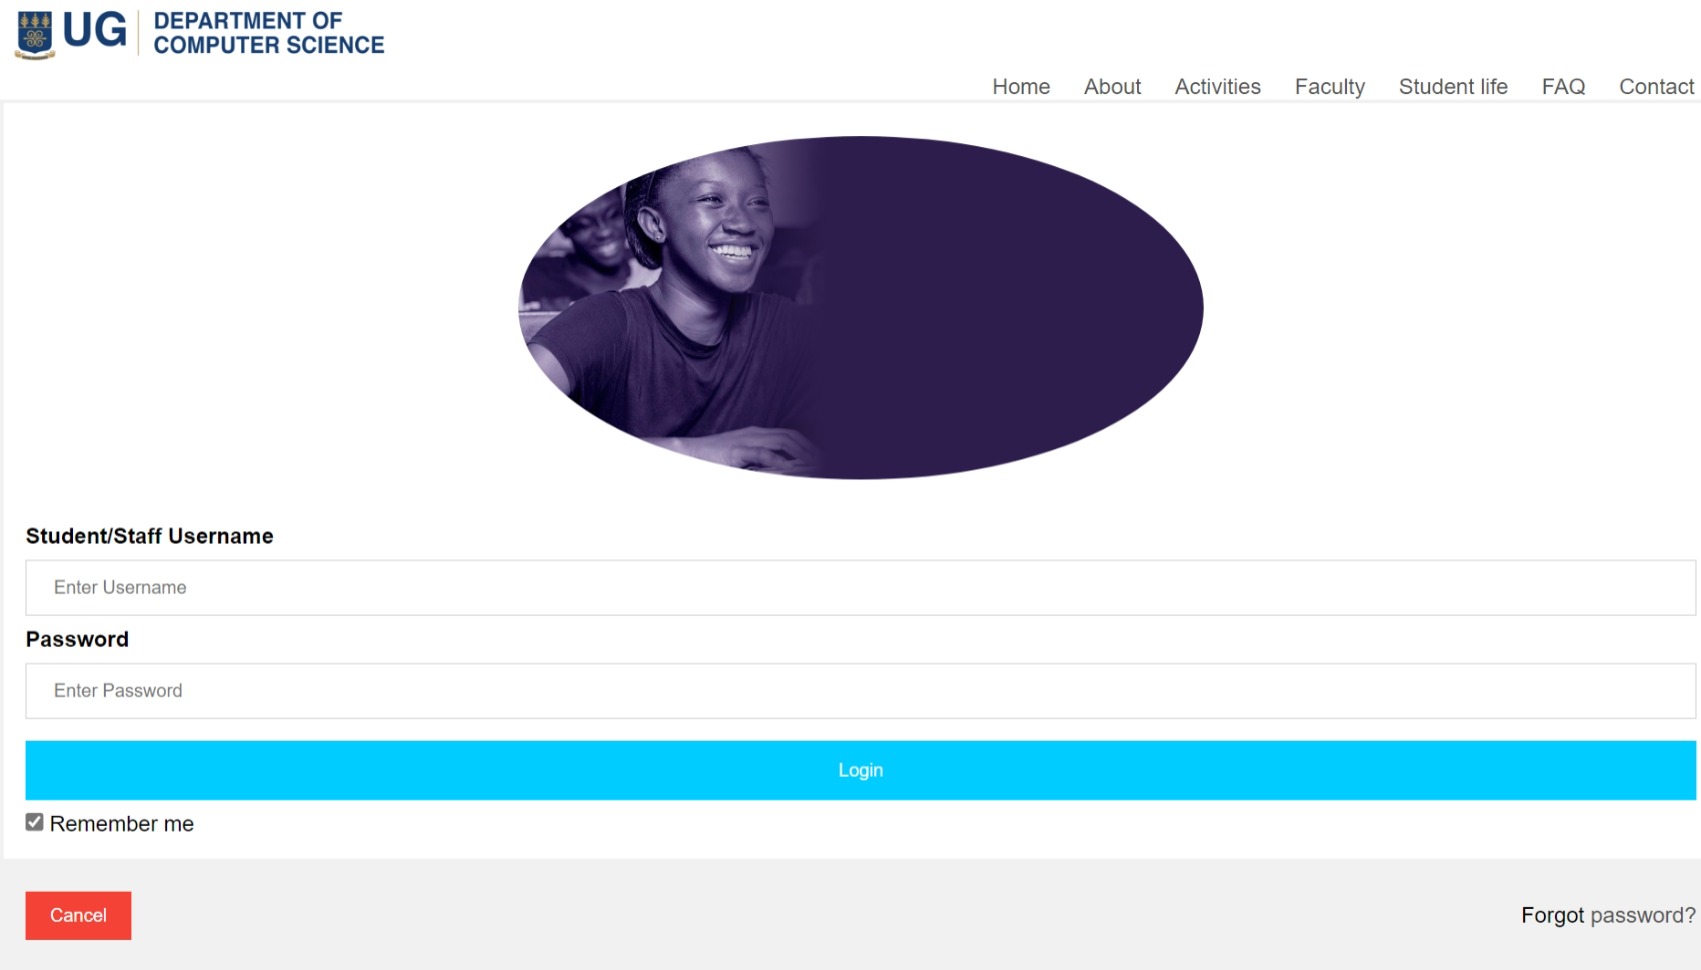 UG
DEPARTMENT OF
COMPUTER SCIENCE
Home About Activities Faculty Student life FAQ Contact
Student/Staff Username
Enter Username
Password
Enter Password
Login
Remember me
Cancel
Forgot password?